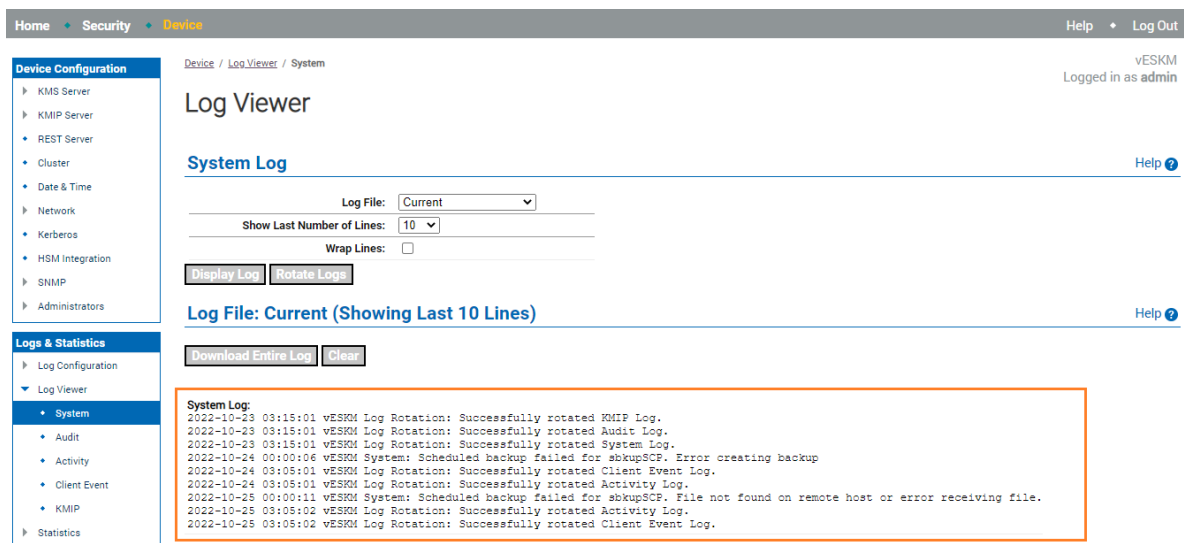 Home • Security • Device
Help • Log Out
vESKM
Logged in as admin
Device Configuration
KMS Server
KMIP Server
REST Server
Cluster
Date & Time
Network
Kerberos
HSM Integration
SNMP
Administrators
Logs & Statistics
Log Configuration
Log Viewer
System
Audit
Activity
Client Event
KMIP
Statistics
Device / Log Viewer / System
Log Viewer
System Log
Help ?
Log File: Current
Show Last Number of Lines: 10
Wrap Lines:
Display Log Rotate Logs
Log File: Current (Showing Last 10 Lines)
Help ?
Download Entire Log Clear
System Log:
2022-10-23 03:15:01 vESKM Log Rotation: Successfully rotated KMIP Log.
2022-10-23 03:15:01 vESKM Log Rotation: Successfully rotated Audit Log.
2022-10-23 03:15:01 vESKM Log Rotation: Successfully rotated System Log.
2022-10-24 00:00:06 vESKM System: Scheduled backup failed for sbkupSCP. Error creating backup
2022-10-24 03:05:01 vESKM Log Rotation: Successfully rotated Client Event Log.
2022-10-24 03:05:01 vESKM Log Rotation: Successfully rotated Activity Log.
2022-10-25 00:00:11 vESKM System: Scheduled backup failed for sbkupSCP. File not found on remote host or error receiving file.
2022-10-25 03:05:02 vESKM Log Rotation: Successfully rotated Activity Log.
2022-10-25 03:05:02 vESKM Log Rotation: Successfully rotated Client Event Log.